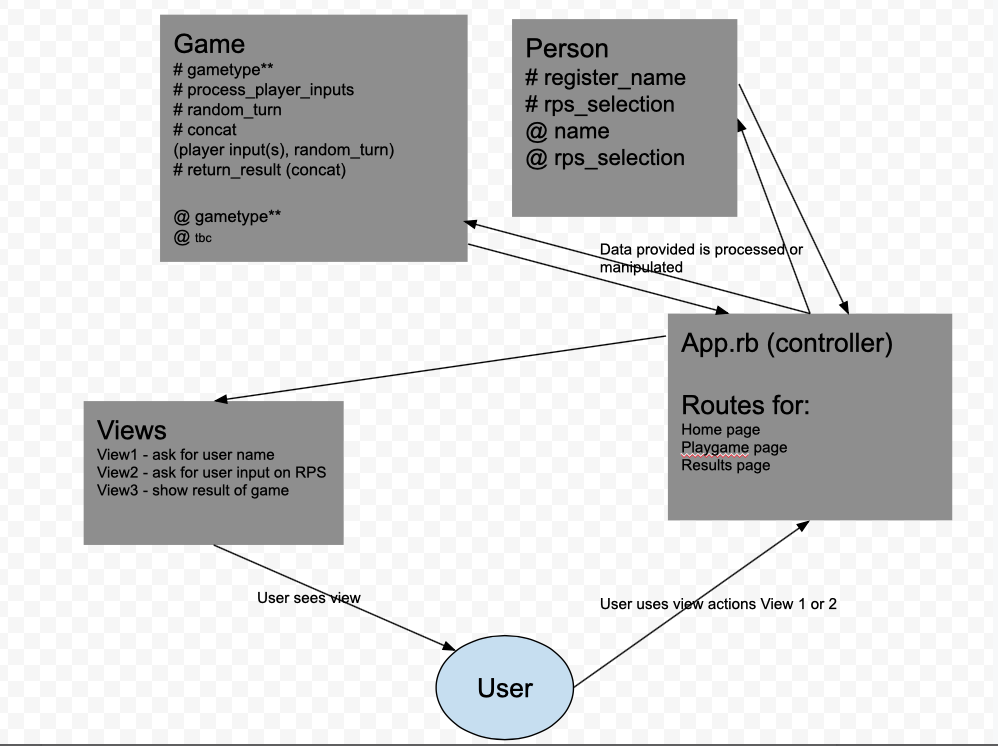 Game
# gametype**
# process_player_inputs
# random_turn
# concat
(player input(s), random_turn)
# return_result (concat)
@ gametype**
@ tbc
Person
# register_name
# rps_selection
@ name
@ rps_selection
Data provided is processed or
manipulated
App.rb (controller)
Routes for:
Home page
Playgame page
Results page
Views
View1 - ask for user name
View2 - ask for user input on RPS
View3 - show result of game
User sees view
User uses view actions View 1 or 2
User